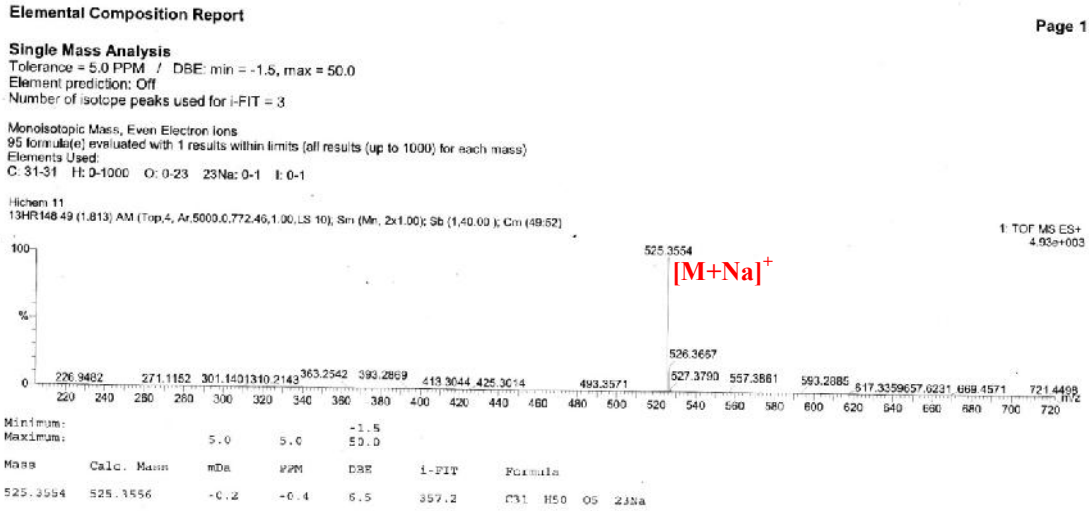 Elemental Composition Report
Page 1
Single Mass Analysis
Tolerance = 5.0 PPM / DBE: min = -1.5, max = 50.0
Element prediction: Off
Number of isotope peaks used for i-FIT = 3
Monoisotopic Mass, Even Electron Ions
95 formula(e) evaluated with 1 results within limits (all results (up to 1000) for each mass)
Elements Used:
C: 31-31 H: 0-1000 O: 0-23 23Na: 0-1 I: 0-1
Hichem 11
13HR148 49 (1.813) AM (Top,4, Ar,5000.0,772.46,1.00,LS 10); Sm (Mn, 2x1.00); Sb (1,40.00 ); Cm (49:52)
1: TOF MS ES+
4.93e+003
100
525.3554
[M+Na]+
%
526.3667
0
226.9482 271.1152 301.1401 310.2143 363.2542 393.2869 413.3044 425.3014 493.3571 527.3790 557.3861 593.2885 617.3359 657.6231 669.4571 721.4498
220 240 260 280 300 320 340 360 380 400 420 440 460 480 500 520 540 560 580 600 620 640 660 680 700 720 m/z
Minimum: -1.5
Maximum: 5.0 5.0 50.0
Mass Calc. Mass mDa PPM DBE i-FIT Formula
525.3554 525.3556 -0.2 -0.4 6.5 357.2 C31 H50 O5 23Na